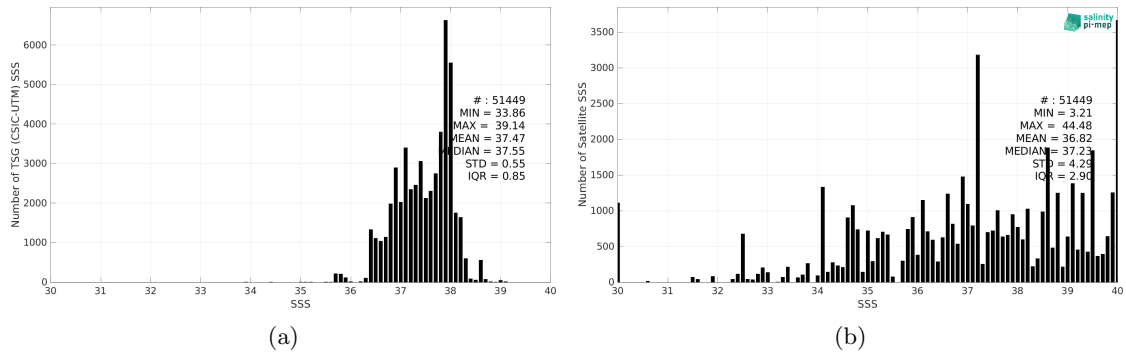 6000
5000
4000
3000
2000
1000
0
Number of TSG (CSIC-UTM) SSS
# : 51449
MIN = 33.86
MAX = 39.14
MEAN = 37.47
MEDIAN = 37.55
STD = 0.55
IQR = 0.85
30 31 32 33 34 35 36 37 38 39 40
SSS
(a)
salinity
pi-mep
3500
3000
2500
2000
1500
1000
500
0
Number of Satellite SSS
# : 51449
MIN = 3.21
MAX = 44.48
MEAN = 36.82
MEDIAN = 37.23
STD = 4.29
IQR = 2.90
30 31 32 33 34 35 36 37 38 39 40
SSS
(b)